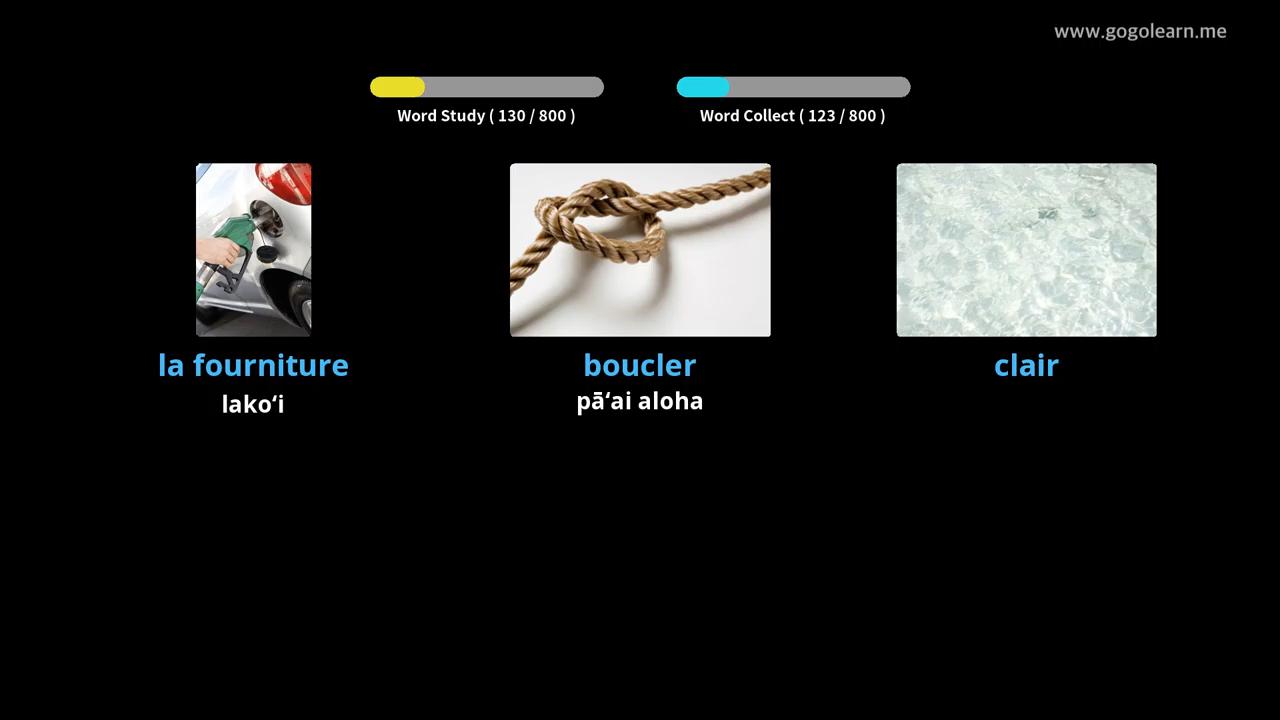 www.gogolearn.me
Word Study ( 130 / 800 )
Word Collect ( 123 / 800 )
la fourniture
boucler
clair
lakoʻi
pāʻai aloha